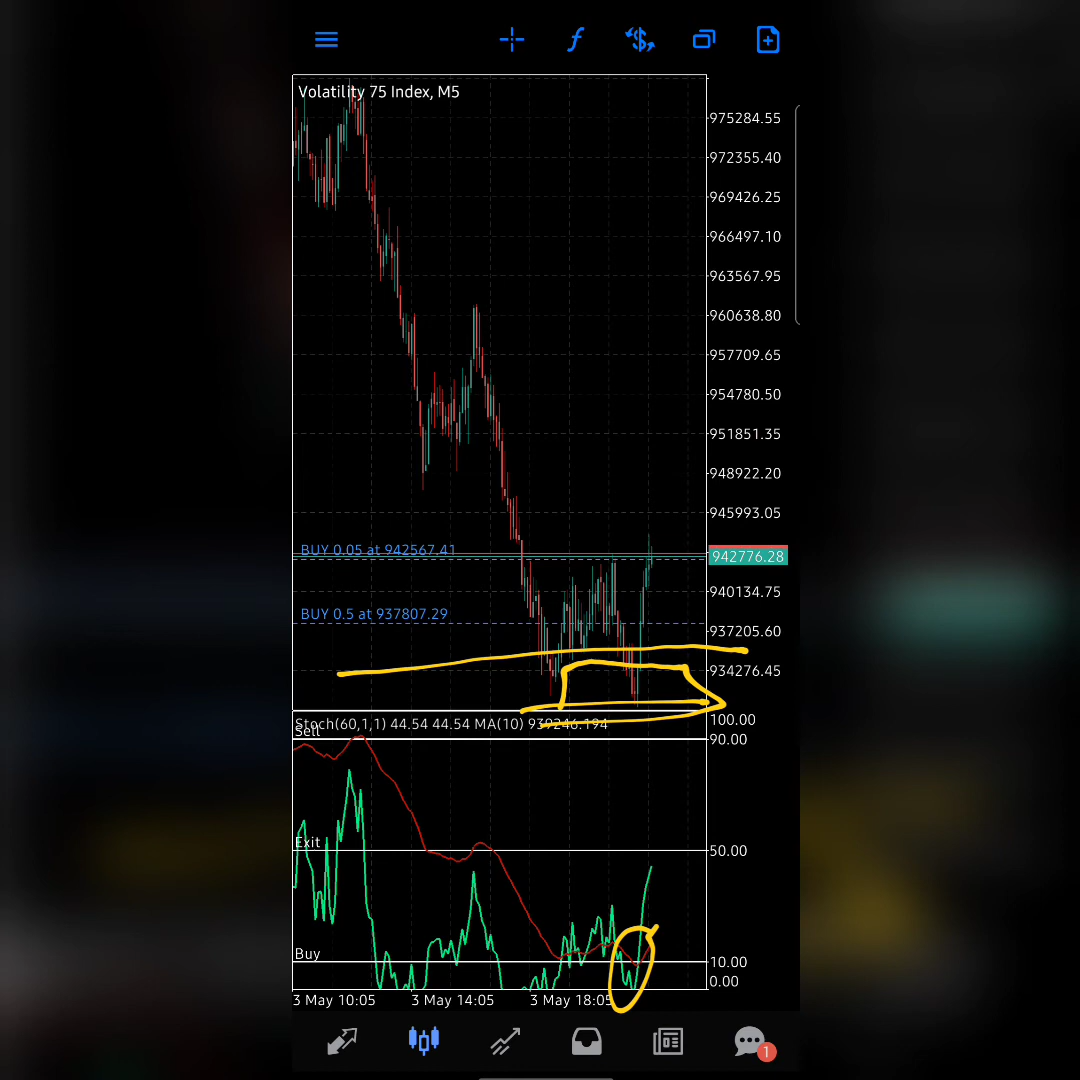 Volatility 75 Index, M5
975284.55
972355.40
969426.25
966497.10
963567.95
960638.80
957709.65
954780.50
951851.35
948922.20
945993.05
BUY 0.05 at 942567.41
942776.28
940134.75
BUY 0.5 at 937807.29
937205.60
934276.45
Stoch(60,1,1) 44.54 44.54 MA(10) 939246.194
100.00
Sell
90.00
Exit
50.00
Buy
10.00
0.00
3 May 10:05 3 May 14:05 3 May 18:05
1